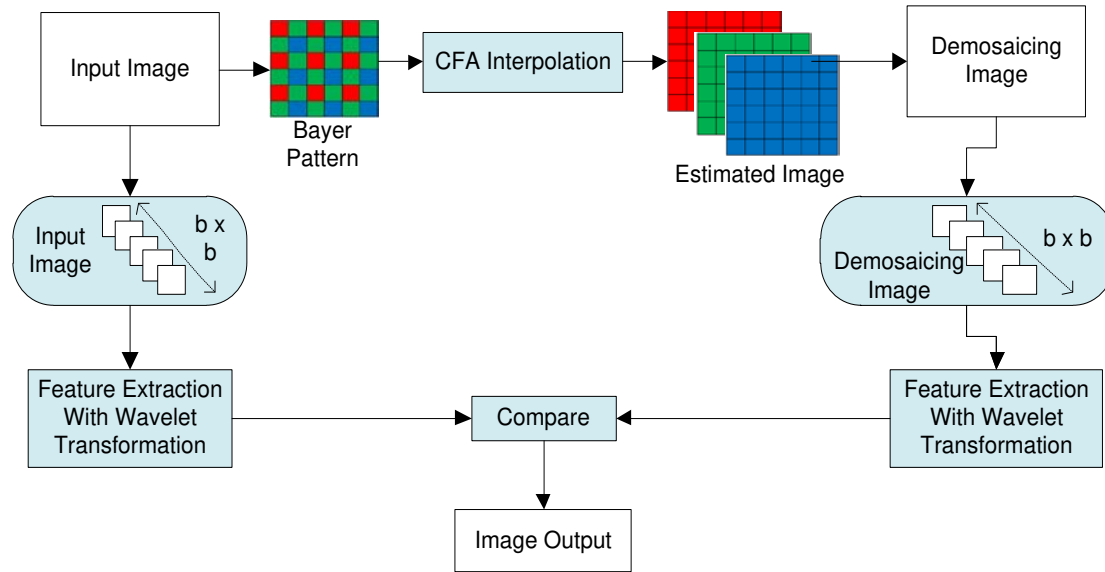 Input Image
Bayer
Pattern
CFA Interpolation
Estimated Image
Demosaicing
Image
Input
Image
b x
b
b x b
Demosaicing
Image
Feature Extraction
With Wavelet
Transformation
Compare
Feature Extraction
With Wavelet
Transformation
Image Output